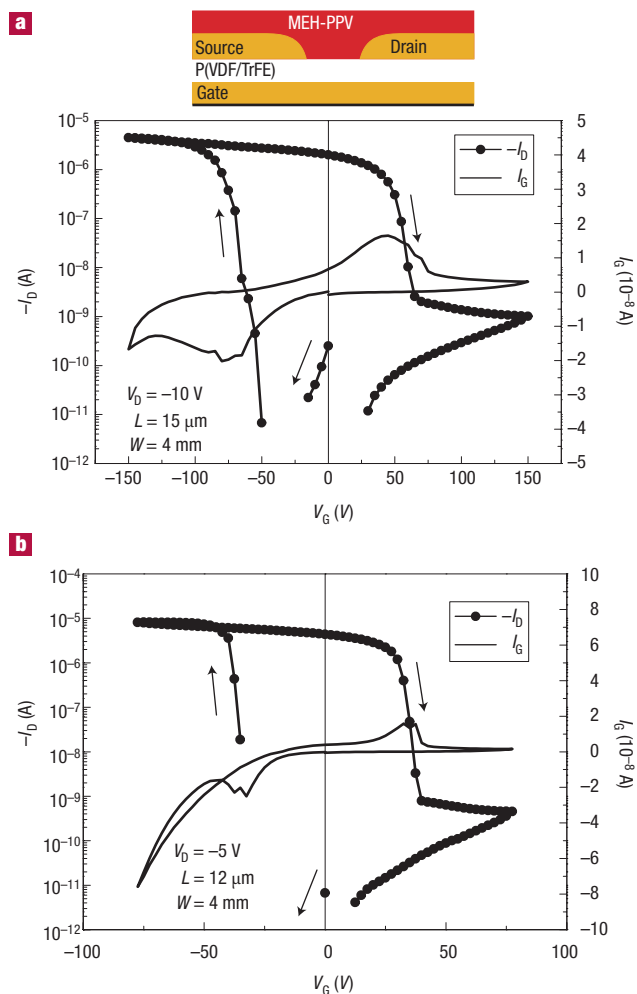 a
MEH-PPV
Source Drain
P(VDF/TrFE)
Gate
10⁻⁵
10⁻⁶
10⁻⁷
10⁻⁸
10⁻⁹
10⁻¹⁰
10⁻¹¹
10⁻¹²
–I_D (A)
5
4
3
2
1
0
–1
–2
–3
–4
–5
I_G (10⁻⁸ A)
–I_D
I_G
V_D = –10 V
L = 15 μm
W = 4 mm
–150 –100 –50 0 50 100 150
V_G (V)
b
10⁻⁴
10⁻⁵
10⁻⁶
10⁻⁷
10⁻⁸
10⁻⁹
10⁻¹⁰
10⁻¹¹
10⁻¹²
–I_D (A)
10
8
6
4
2
0
–2
–4
–6
–8
–10
I_G (10⁻⁸ A)
–I_D
I_G
V_D = –5 V
L = 12 μm
W = 4 mm
–100 –50 0 50 100
V_G (V)